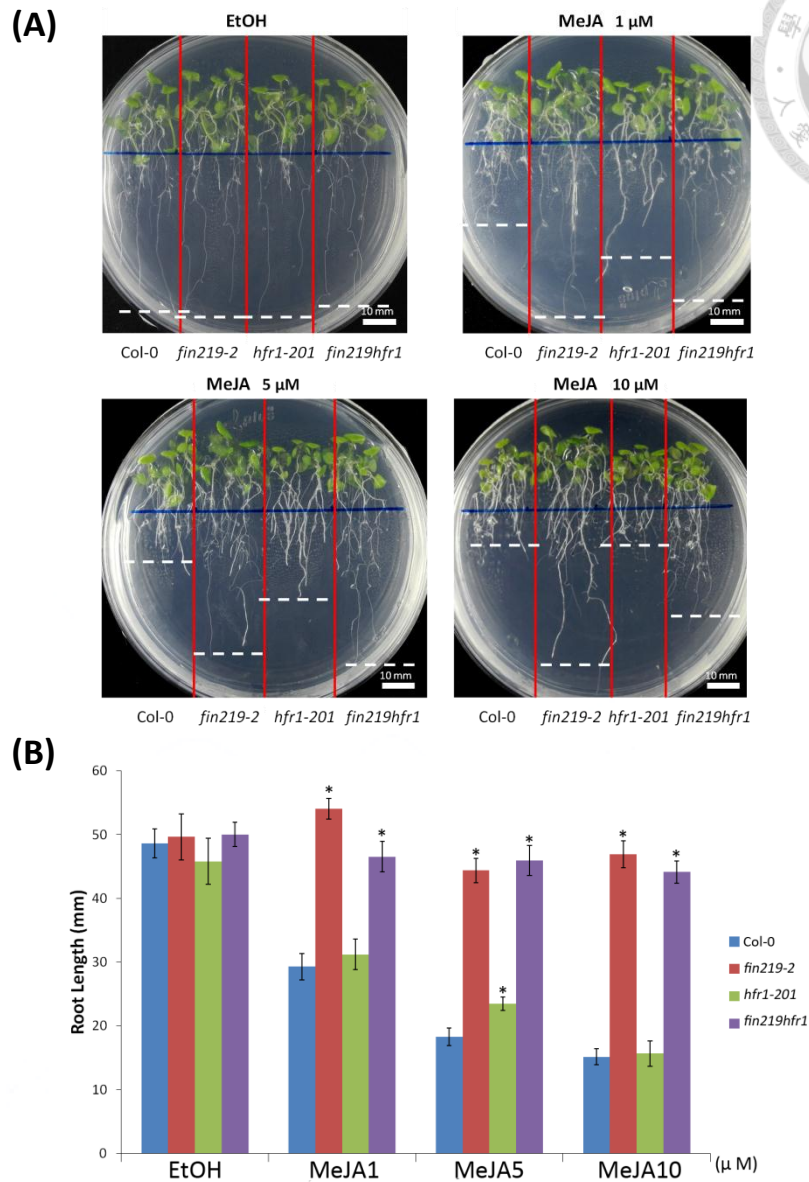 (A)
EtOH
MeJA 1 μM
學
人
10 mm
10 mm
Col-0 fin219-2 hfr1-201 fin219hfr1
Col-0 fin219-2 hfr1-201 fin219hfr1
MeJA 5 μM
MeJA 10 μM
10 mm
10 mm
Col-0 fin219-2 hfr1-201 fin219hfr1
Col-0 fin219-2 hfr1-201 fin219hfr1
(B)
Root Length (mm)
60
50
40
30
20
10
0
* * * * * * *
Col-0
fin219-2
hfr1-201
fin219hfr1
EtOH MeJA1 MeJA5 MeJA10 (μ M)